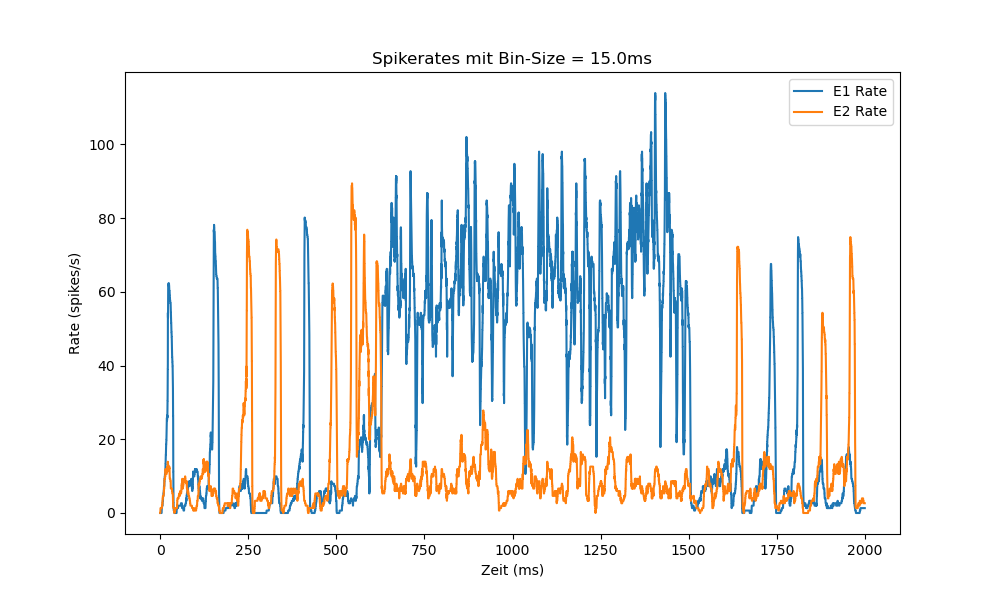 Spikerates mit Bin-Size = 15.0ms
E1 Rate
E2 Rate
Rate (spikes/s)
100
80
60
40
20
0
0 250 500 750 1000 1250 1500 1750 2000
Zeit (ms)